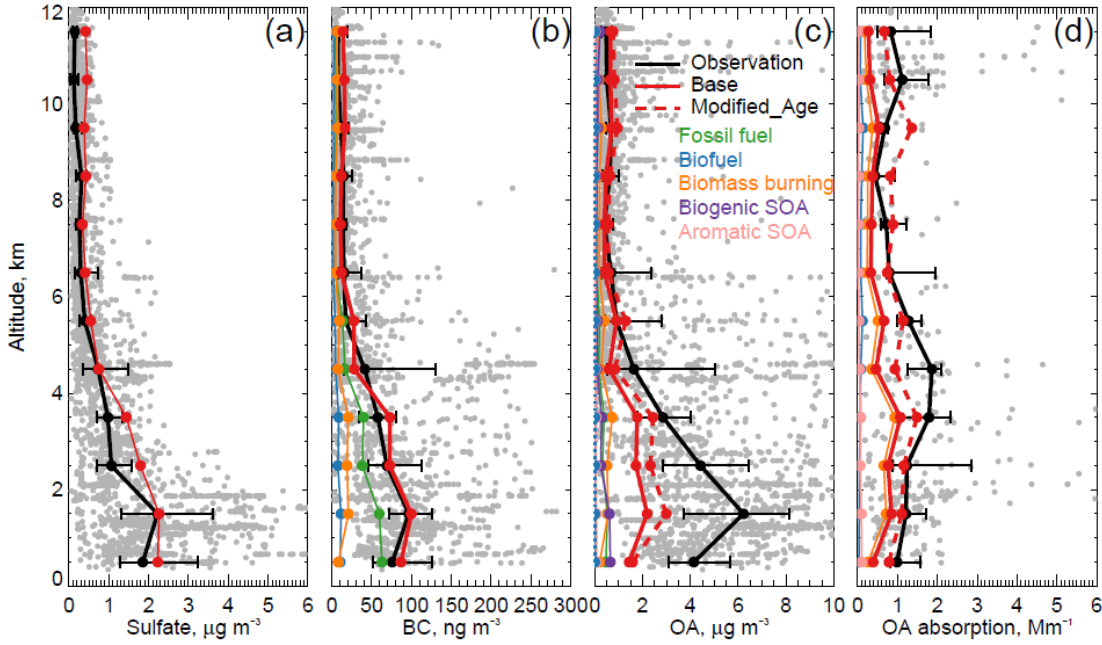 (a)
(b)
(c)
(d)
Observation
Base
Modified_Age
Fossil fuel
Biofuel
Biomass burning
Biogenic SOA
Aromatic SOA
Altitude, km
12
10
8
6
4
2
0
0 1 2 3 4 5 6
Sulfate, μg m⁻³
0 50 100 150 200 250 300
BC, ng m⁻³
0 2 4 6 8 10
OA, μg m⁻³
0 1 2 3 4 5 6
OA absorption, Mm⁻¹